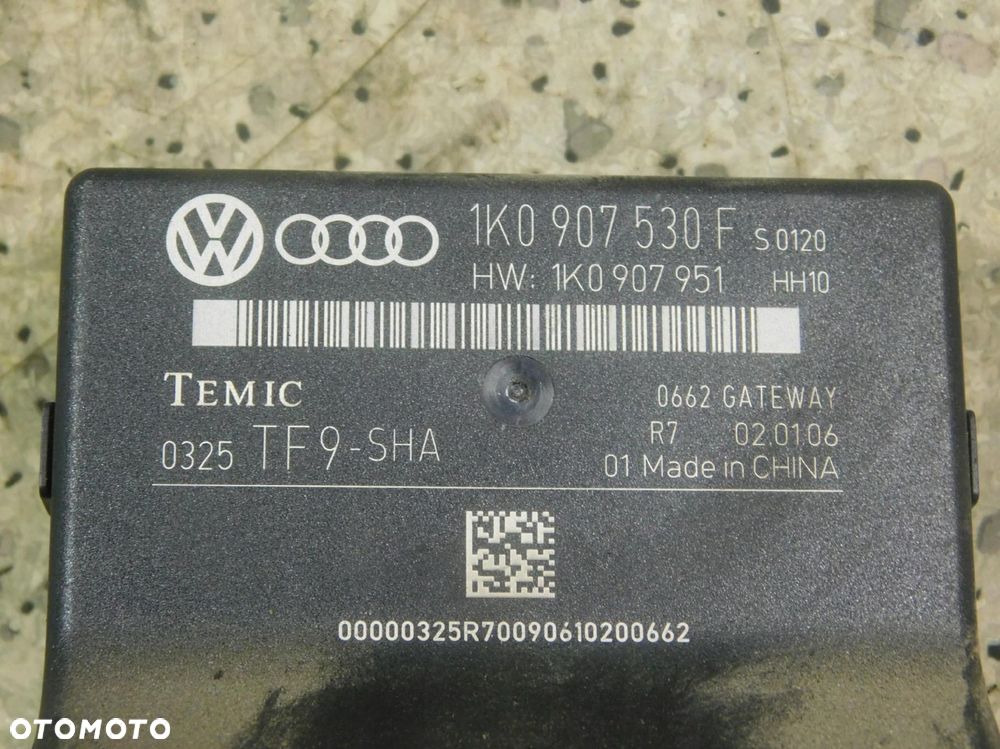 1K0 907 530 F S 0120
HW: 1K0 907 951 HH10
TEMIC
0662 GATEWAY
R7 02.01.06
0325 TF9-SHA
01 Made in CHINA
00000325R70090610200662
OTOMOTO